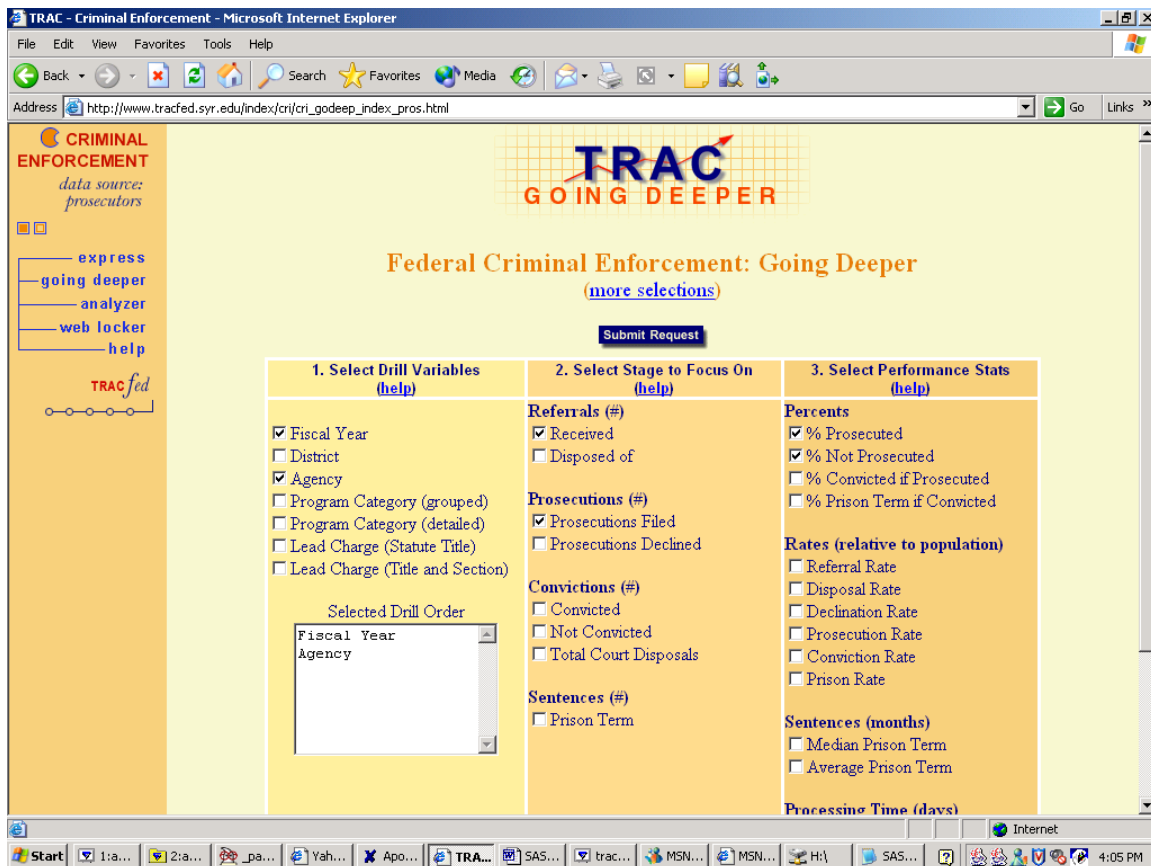 TRAC - Criminal Enforcement - Microsoft Internet Explorer
File Edit View Favorites Tools Help
Back Search Favorites Media
Address http://www.tracfed.syr.edu/index/cri/cri_godeep_index_pros.html Go Links »
CRIMINAL
ENFORCEMENT
data source:
prosecutors
express
going deeper
analyzer
web locker
help
TRAC fed
TRAC
GOING DEEPER
Federal Criminal Enforcement: Going Deeper
(more selections)
Submit Request
1. Select Drill Variables
(help)
Fiscal Year
District
Agency
Program Category (grouped)
Program Category (detailed)
Lead Charge (Statute Title)
Lead Charge (Title and Section)
Selected Drill Order
Fiscal Year
Agency
2. Select Stage to Focus On
(help)
Referrals (#)
Received
Disposed of
Prosecutions (#)
Prosecutions Filed
Prosecutions Declined
Convictions (#)
Convicted
Not Convicted
Total Court Disposals
Sentences (#)
Prison Term
3. Select Performance Stats
(help)
Percents
% Prosecuted
% Not Prosecuted
% Convicted if Prosecuted
% Prison Term if Convicted
Rates (relative to population)
Referral Rate
Disposal Rate
Declination Rate
Prosecution Rate
Conviction Rate
Prison Rate
Sentences (months)
Median Prison Term
Average Prison Term
Processing Time (days)
Internet
Start 1:a... 2:a... _pa... Yah... Apo... TRA... SAS... trac... MSN... MSN... H:\ SAS... 4:05 PM